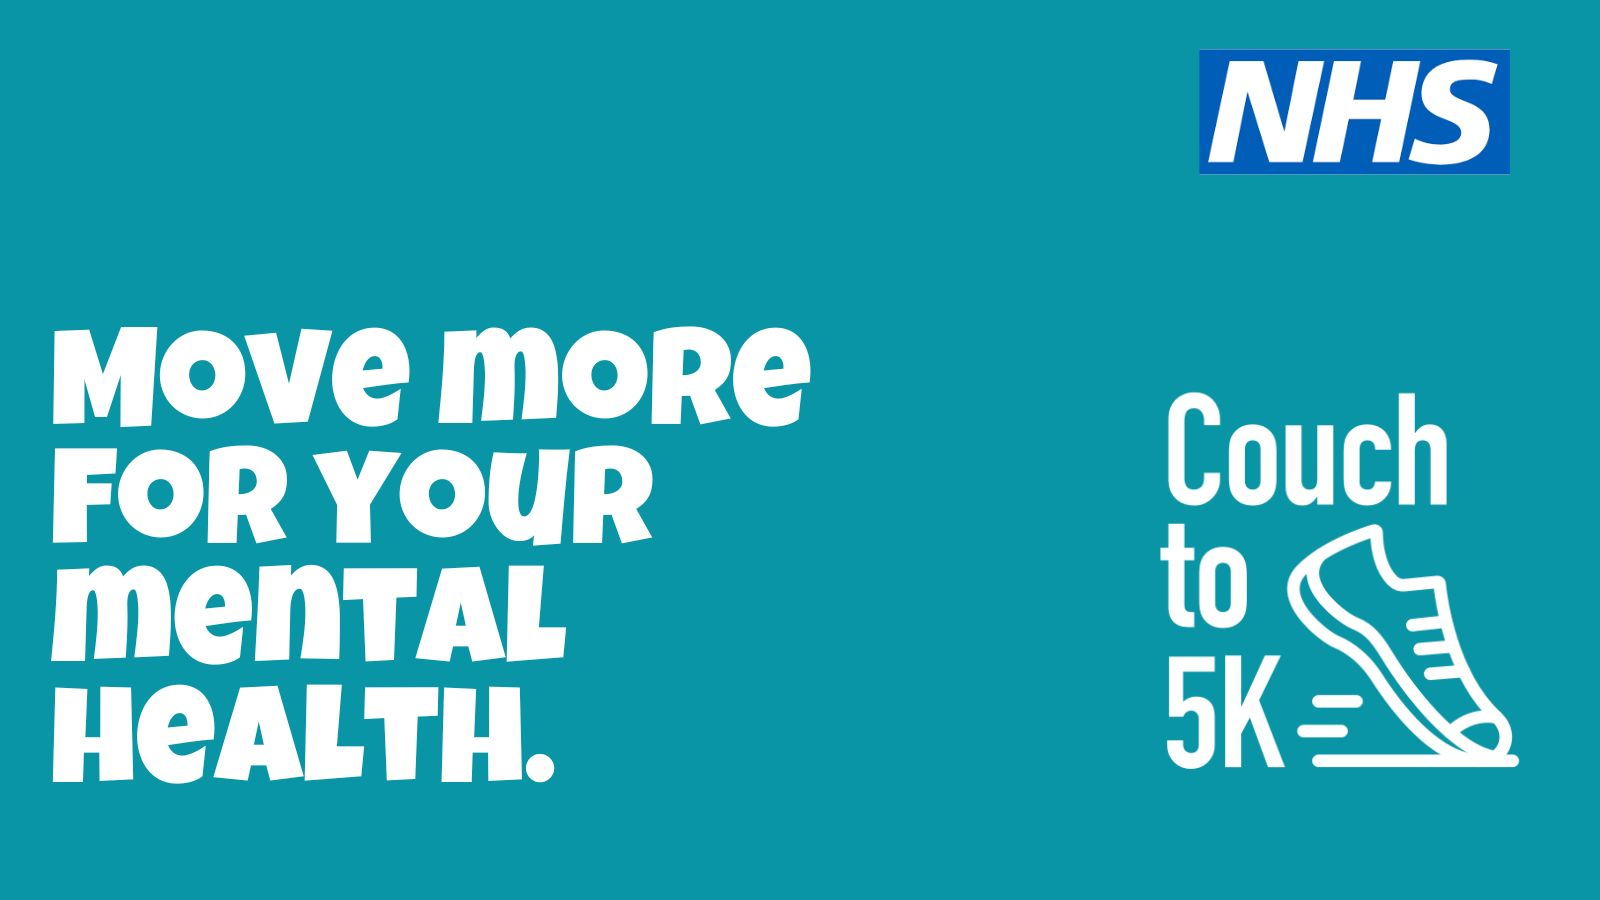 NHS
Move more
for your
mental
health.
Couch
to
5K